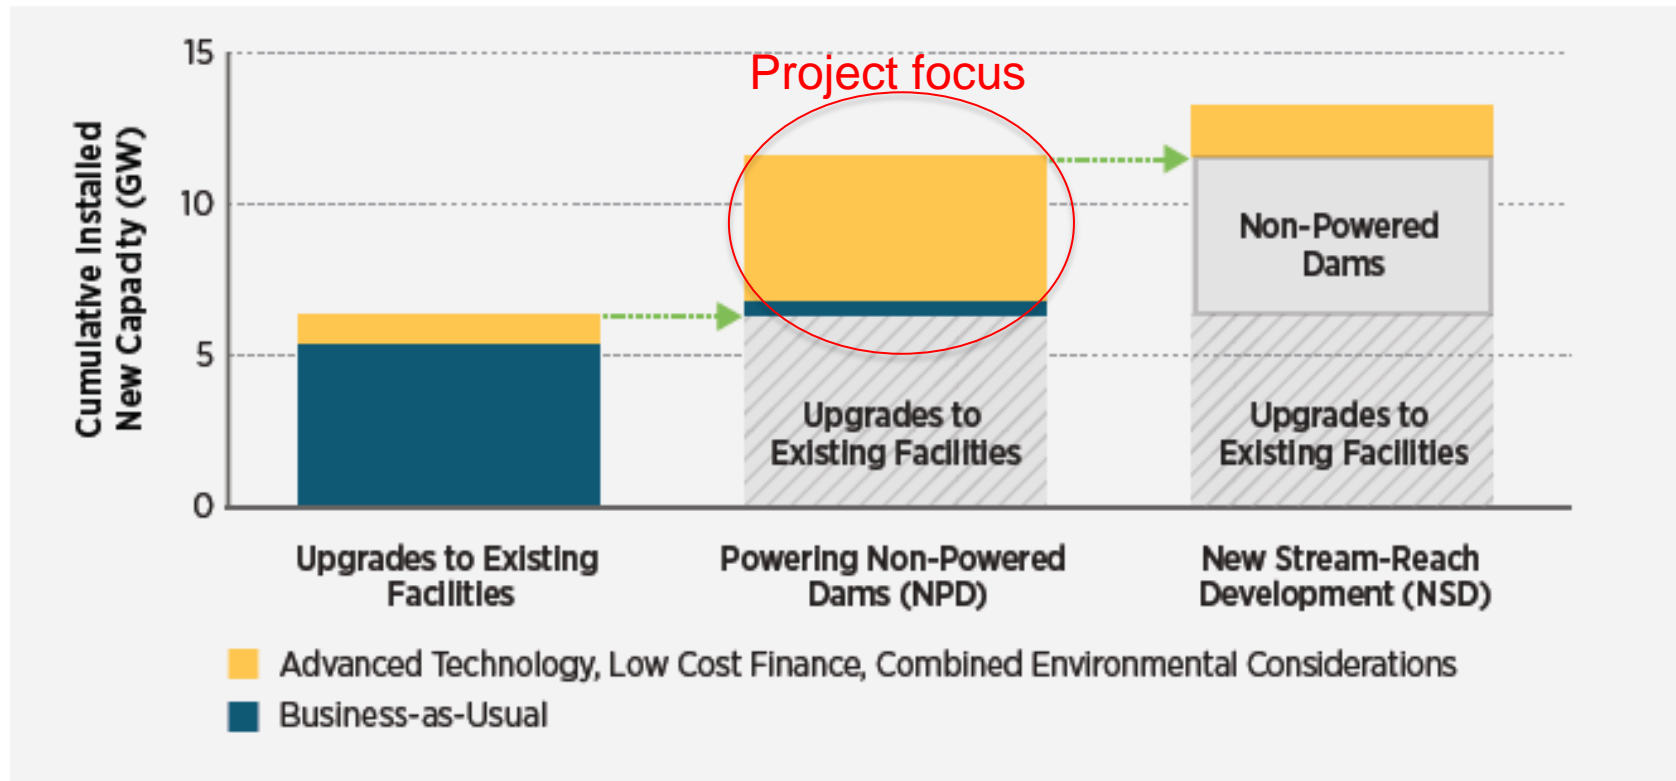 15
Project focus
10
5
0
Cumulative Installed
New Capadty (GW)
Non-Powered
Dams
Upgrades to
Existing Facilities
Upgrades to
Existing Facilities
Upgrades to Existing
Facilities
Powering Non-Powered
Dams (NPD)
New Stream-Reach
Development (NSD)
Advanced Technology, Low Cost Finance, Combined Environmental Considerations
Business-as-Usual